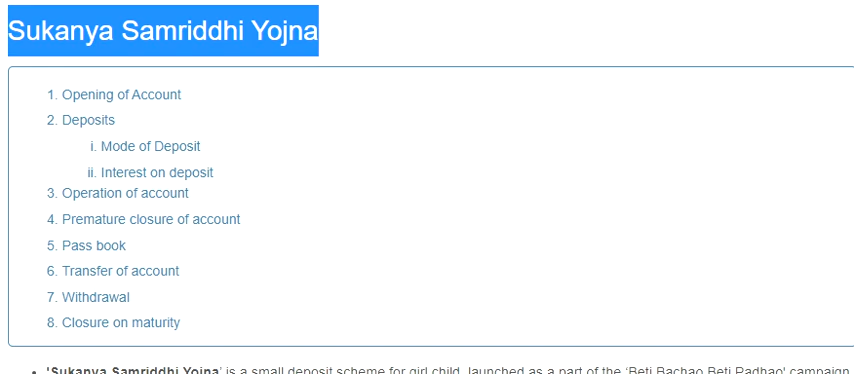 Sukanya Samriddhi Yojna
1. Opening of Account
2. Deposits
i. Mode of Deposit
ii. Interest on deposit
3. Operation of account
4. Premature closure of account
5. Pass book
6. Transfer of account
7. Withdrawal
8. Closure on maturity
• 'Sukanya Samriddhi Yojna' is a small deposit scheme for girl child, launched as a part of the 'Beti Bachao Beti Padhao' campaign